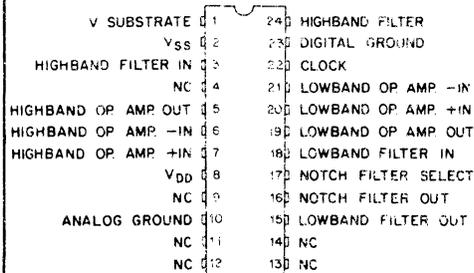 V SUBSTRATE 1 24 HIGHBAND FILTER
VSS 2 23 DIGITAL GROUND
HIGHBAND FILTER IN 3 22 CLOCK
NC 4 21 LOWBAND OP. AMP. -IN
HIGHBAND OP. AMP. OUT 5 20 LOWBAND OP. AMP. +IN
HIGHBAND OP. AMP. -IN 6 19 LOWBAND OP. AMP. OUT
HIGHBAND OP. AMP. +IN 7 18 LOWBAND FILTER IN
VDD 8 17 NOTCH FILTER SELECT
NC 9 16 NOTCH FILTER OUT
ANALOG GROUND 10 15 LOWBAND FILTER OUT
NC 11 14 NC
NC 12 13 NC